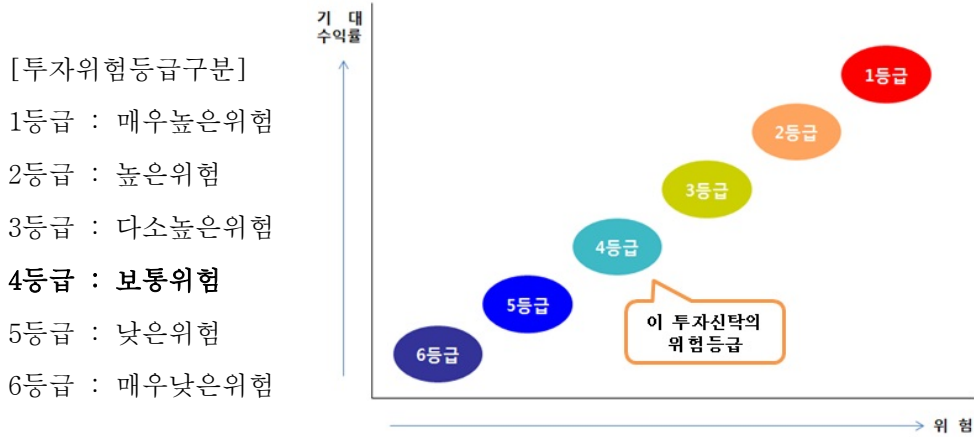 [투자위험등급구분]
1등급 : 매우높은위험
2등급 : 높은위험
3등급 : 다소높은위험
4등급 : 보통위험
5등급 : 낮은위험
6등급 : 매우낮은위험
기 대
수익률
1등급
2등급
3등급
4등급
5등급
6등급
이 투자신탁의
위험등급
위 험